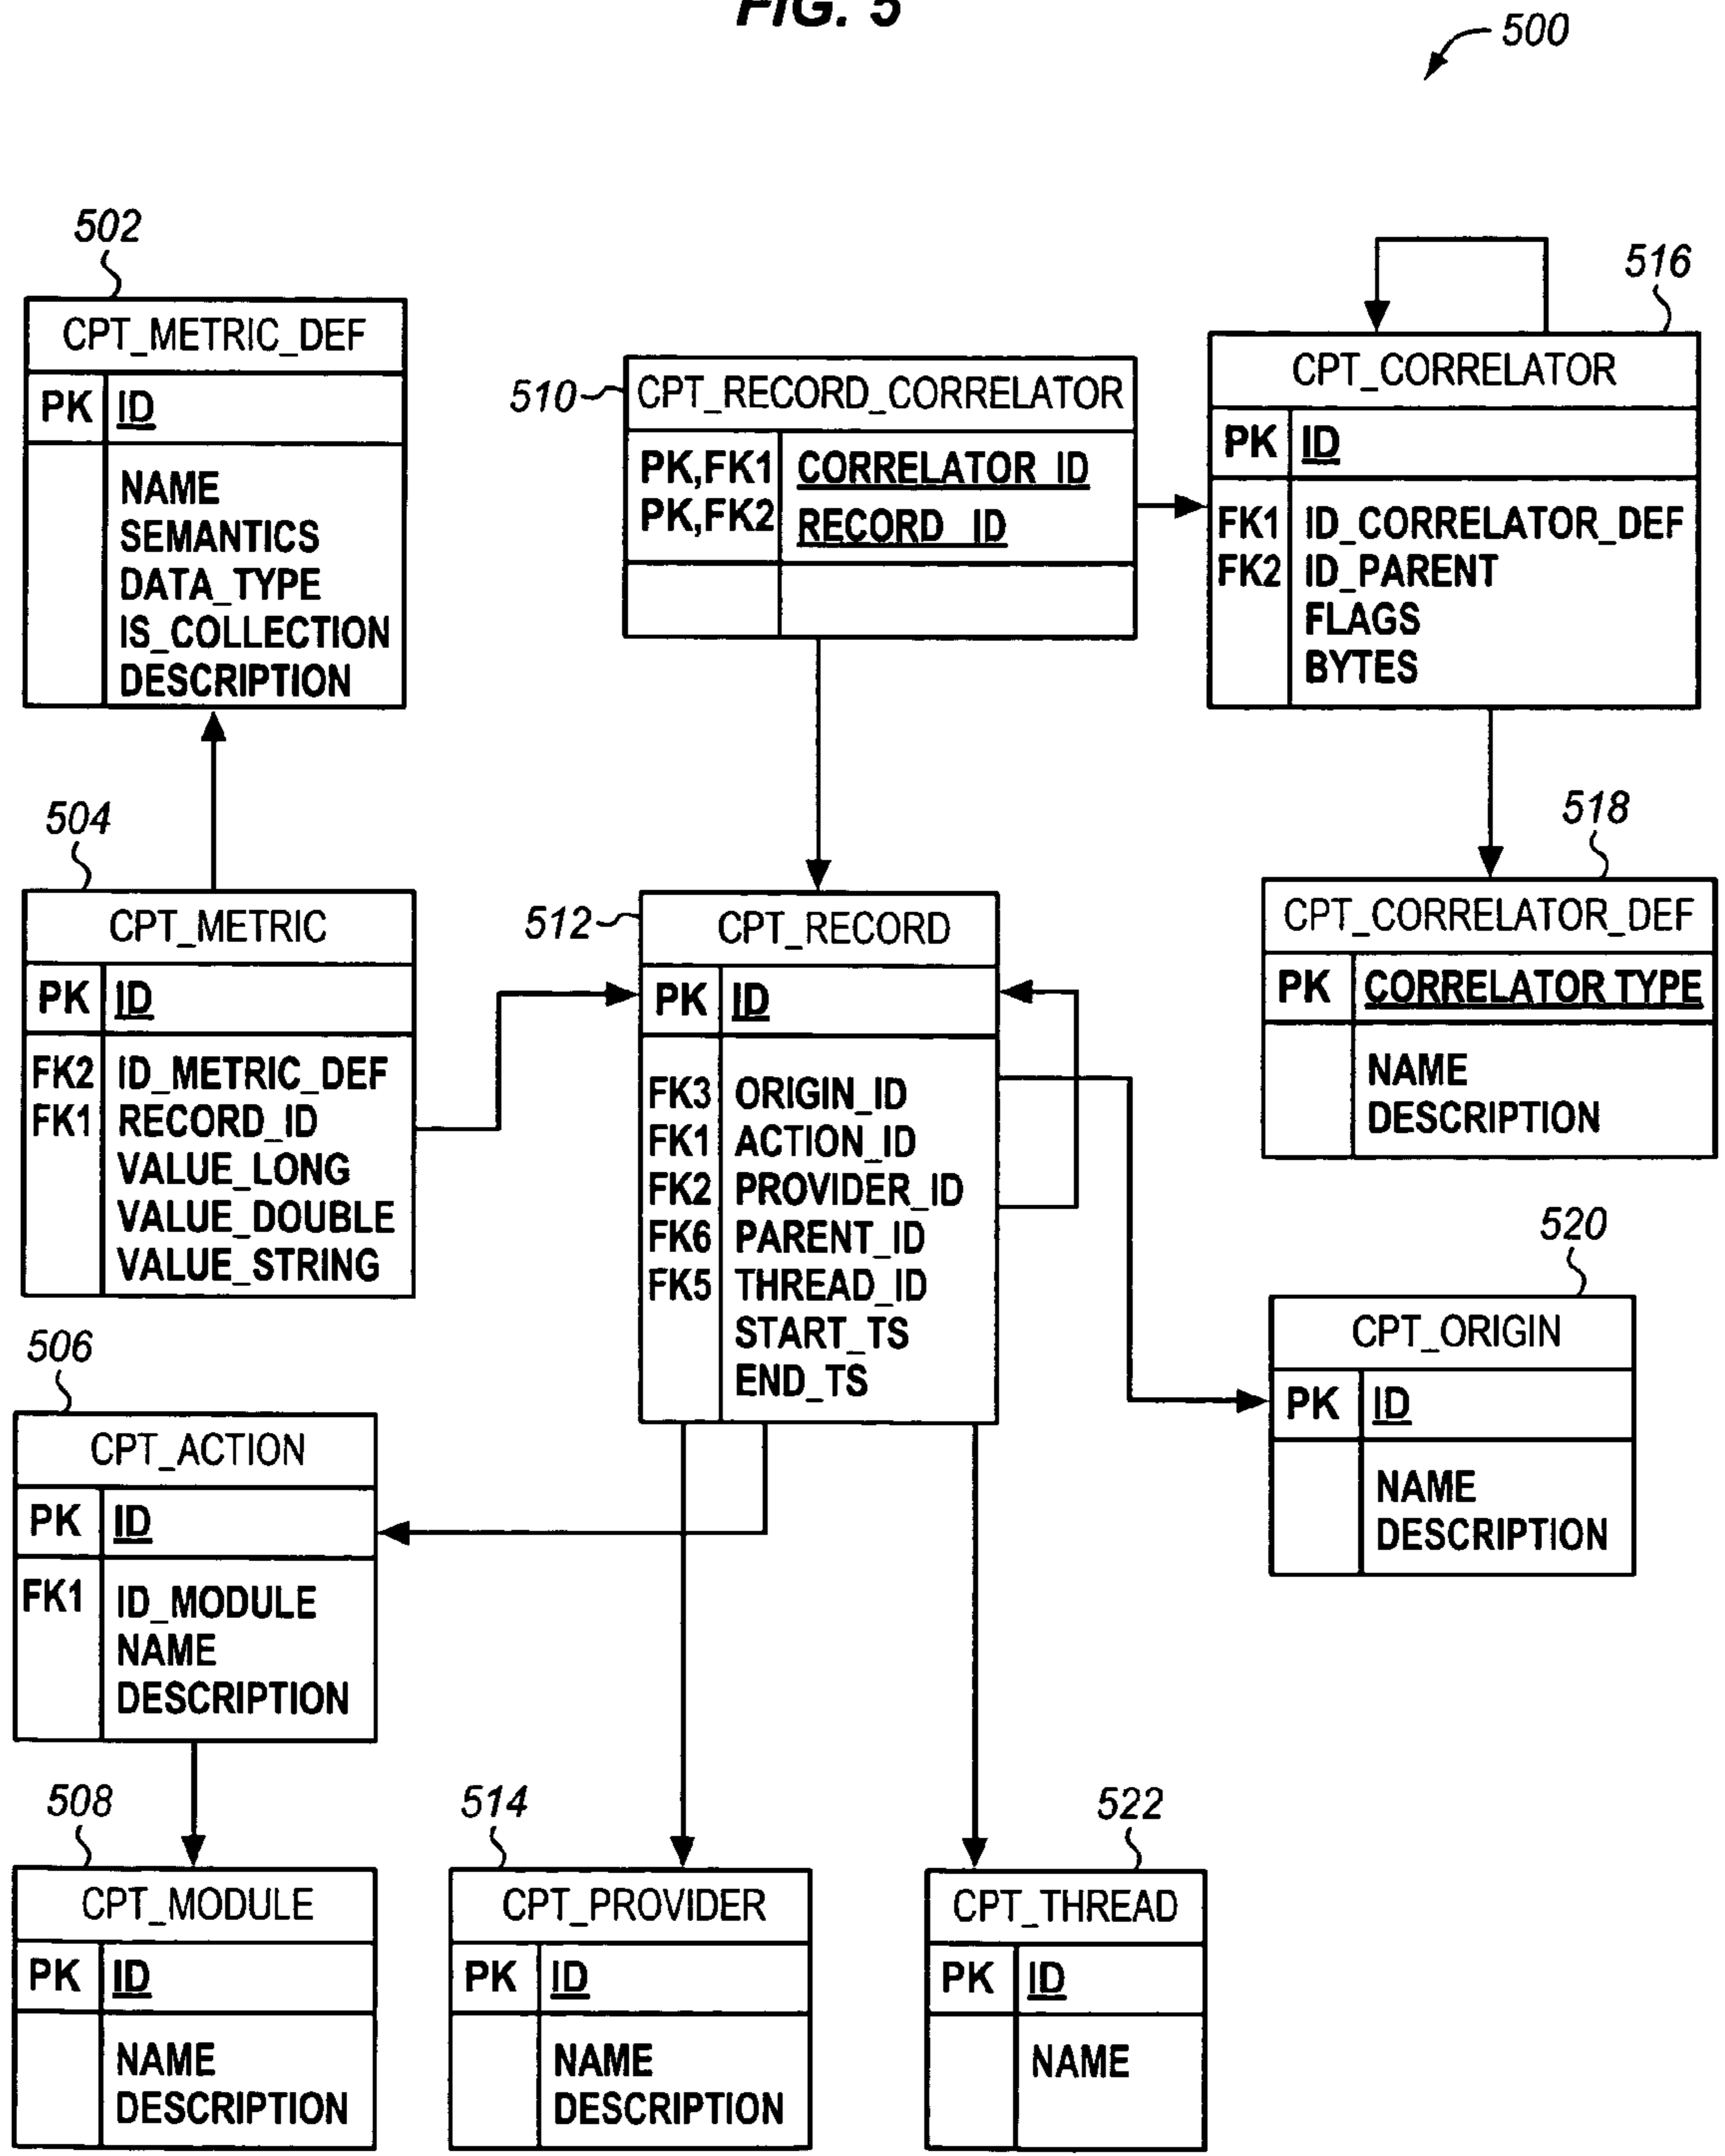 FIG. 5
500
502
CPT_METRIC_DEF
PK ID
NAME
SEMANTICS
DATA_TYPE
IS_COLLECTION
DESCRIPTION
510
CPT_RECORD_CORRELATOR
PK,FK1 CORRELATOR_ID
PK,FK2 RECORD_ID
516
CPT_CORRELATOR
PK ID
FK1 ID_CORRELATOR_DEF
FK2 ID_PARENT
FLAGS
BYTES
504
CPT_METRIC
PK ID
FK2 ID_METRIC_DEF
FK1 RECORD_ID
VALUE_LONG
VALUE_DOUBLE
VALUE_STRING
512
CPT_RECORD
PK ID
FK3 ORIGIN_ID
FK1 ACTION_ID
FK2 PROVIDER_ID
FK6 PARENT_ID
FK5 THREAD_ID
START_TS
END_TS
518
CPT_CORRELATOR_DEF
PK CORRELATOR TYPE
NAME
DESCRIPTION
520
CPT_ORIGIN
PK ID
NAME
DESCRIPTION
506
CPT_ACTION
PK ID
FK1 ID_MODULE
NAME
DESCRIPTION
508
CPT_MODULE
PK ID
NAME
DESCRIPTION
514
CPT_PROVIDER
PK ID
NAME
DESCRIPTION
522
CPT_THREAD
PK ID
NAME